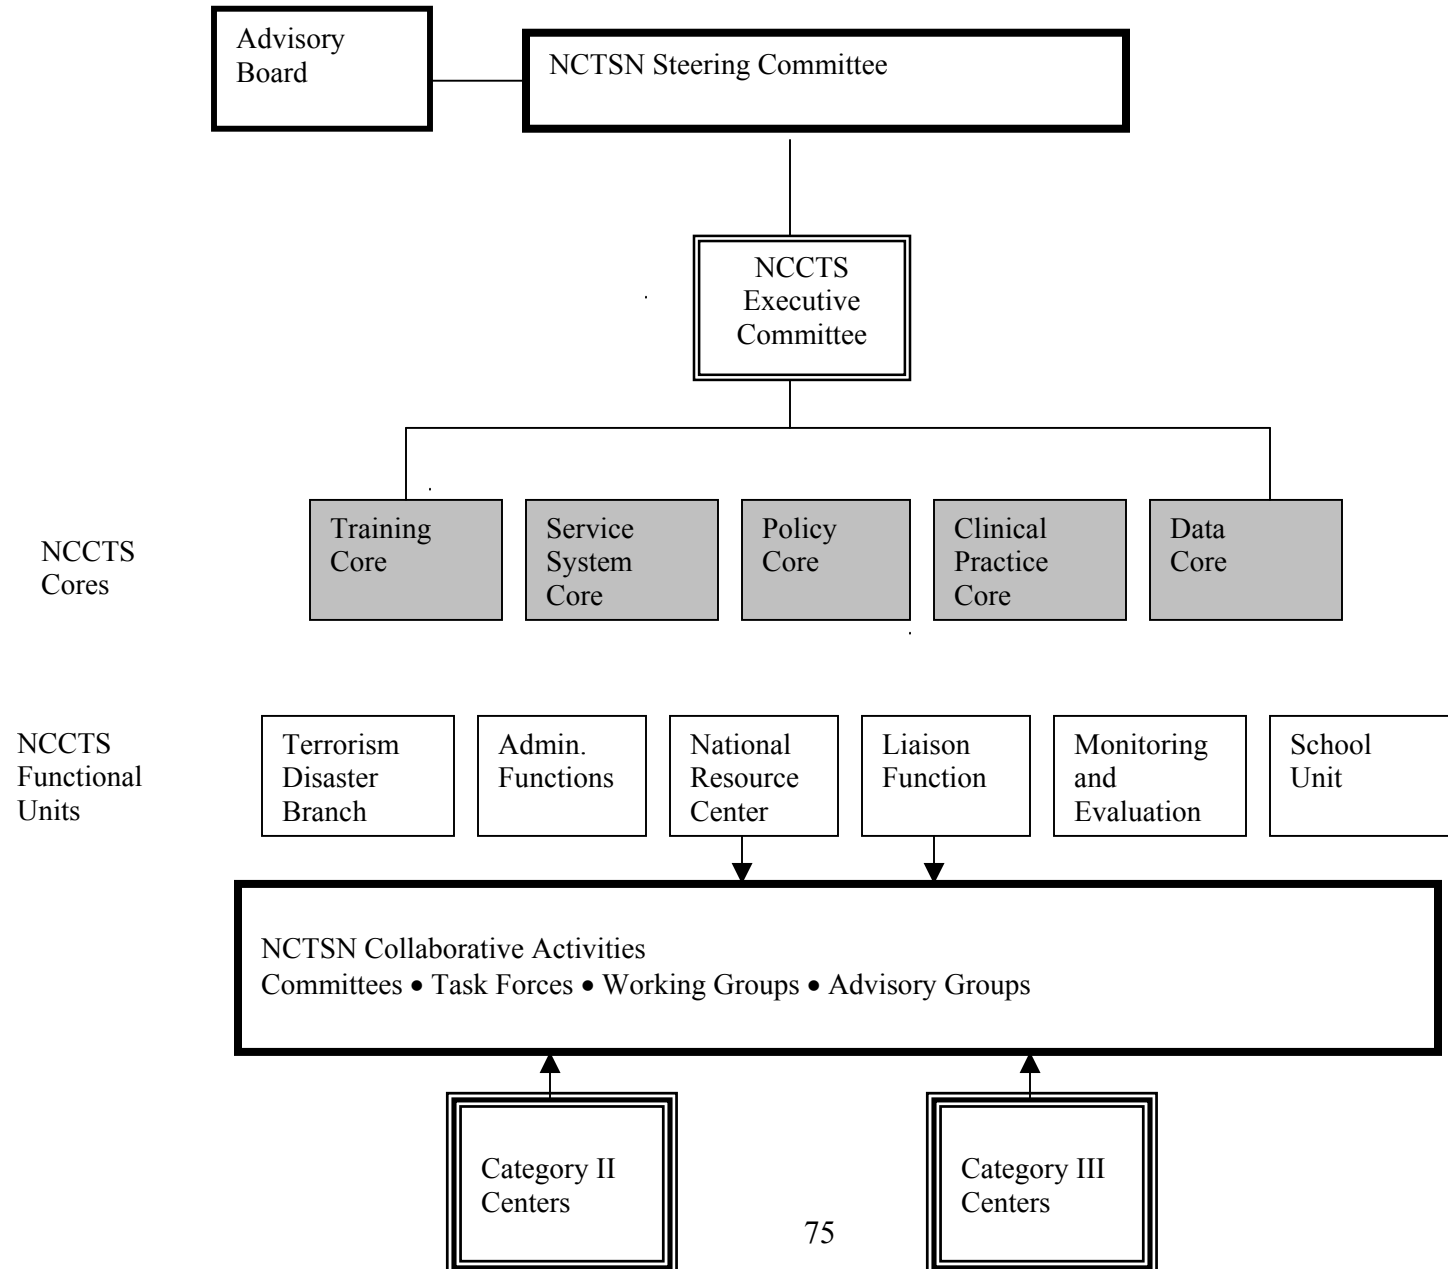 Advisory
Board
NCTSN Steering Committee
NCCTS
Executive
Committee
NCCTS
Cores
Training
Core
Service
System
Core
Policy
Core
Clinical
Practice
Core
Data
Core
NCCTS
Functional
Units
Terrorism
Disaster
Branch
Admin.
Functions
National
Resource
Center
Liaison
Function
Monitoring
and
Evaluation
School
Unit
NCTSN Collaborative Activities
Committees • Task Forces • Working Groups • Advisory Groups
Category II
Centers
Category III
Centers
75